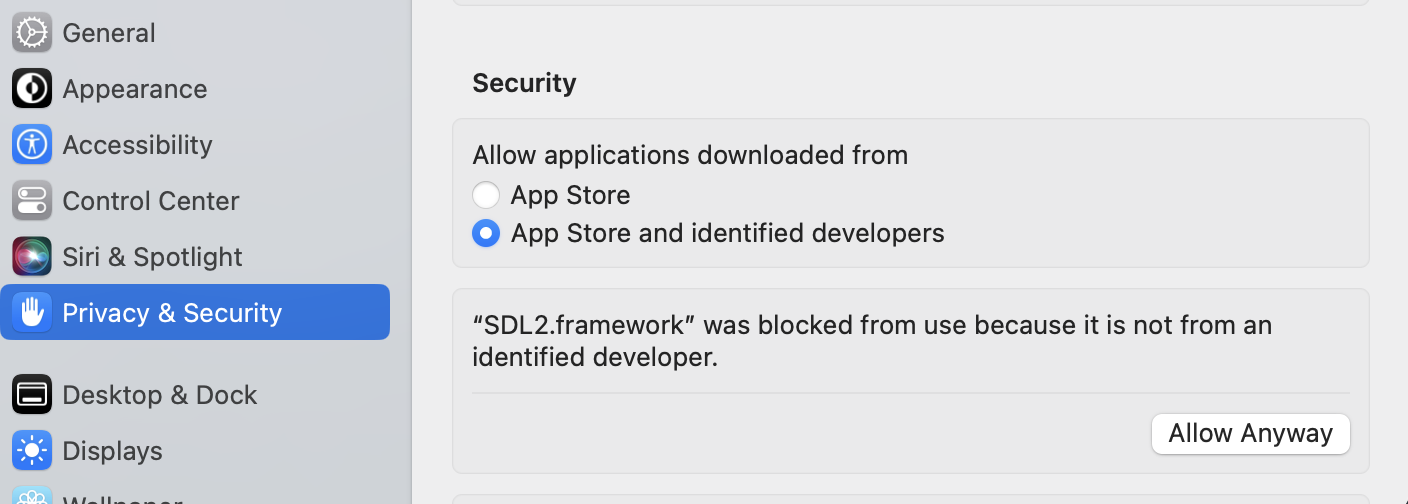 General
Appearance
Accessibility
Control Center
Siri & Spotlight
Privacy & Security
Desktop & Dock
Displays
Wallpaper
Security
Allow applications downloaded from
App Store
App Store and identified developers
“SDL2.framework” was blocked from use because it is not from an
identified developer.
Allow Anyway